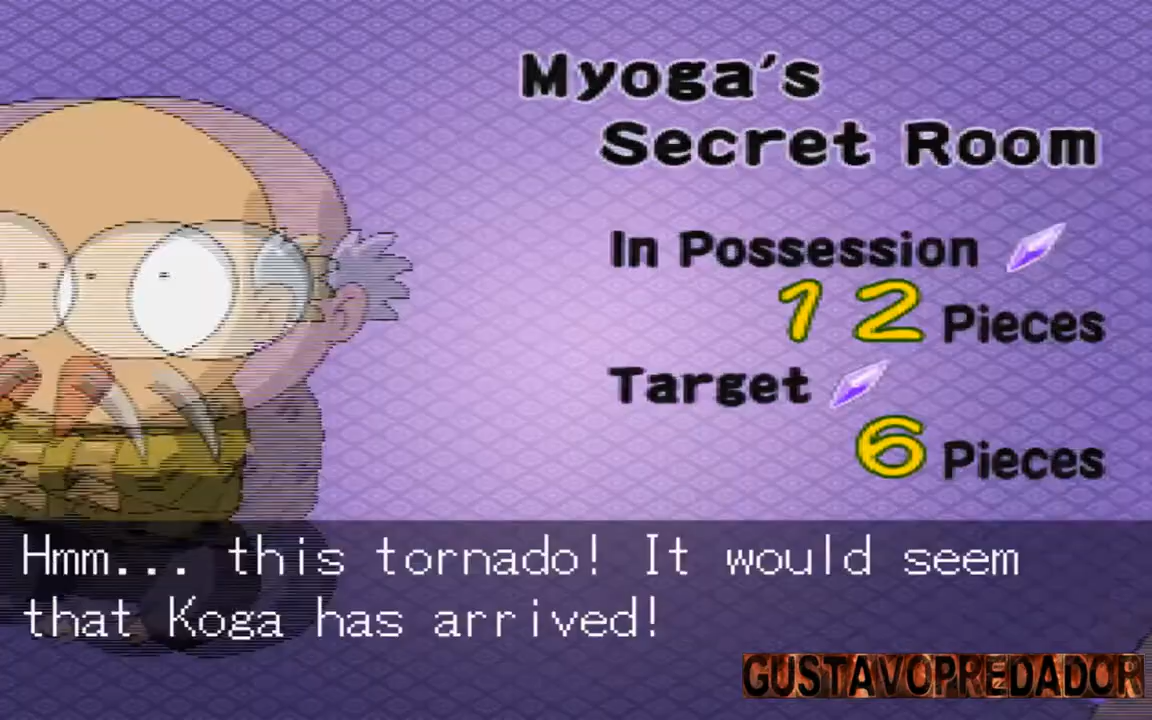 Myoga's
Secret Room
In Possession
12 Pieces
Target
6 Pieces
Hmm... this tornado! It would seem
that Koga has arrived!
GUSTAVOPREDADOR